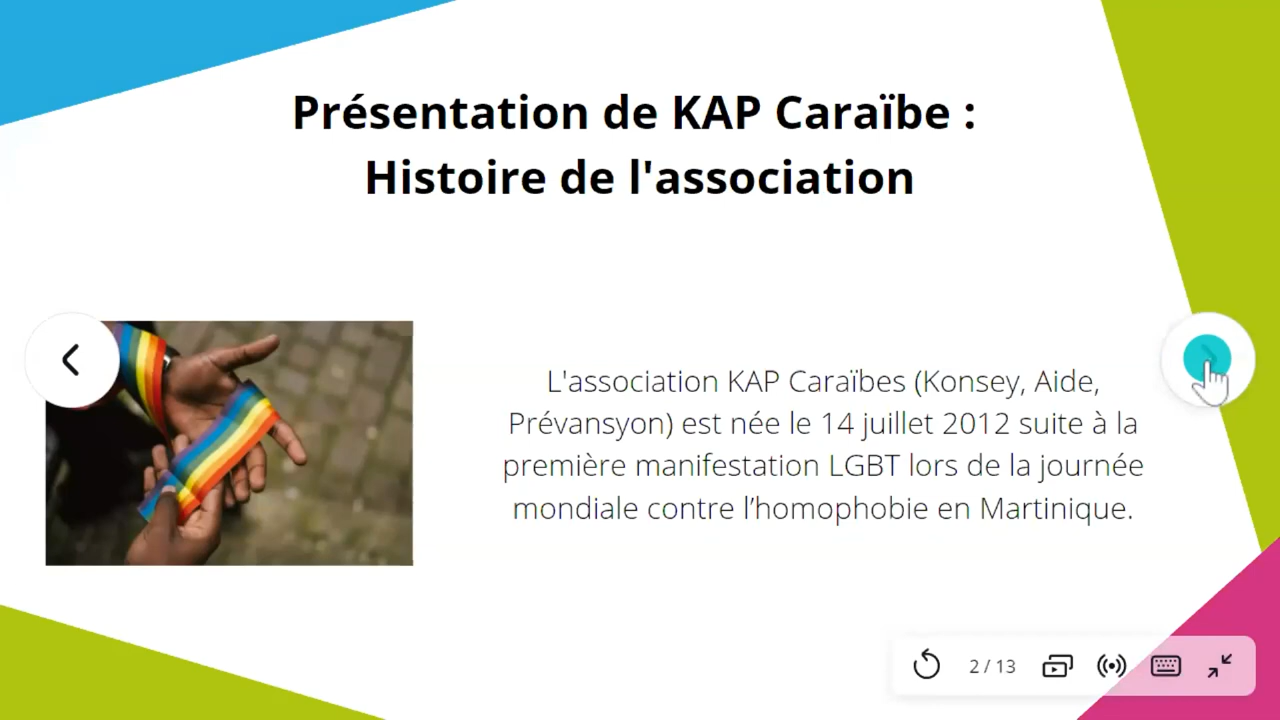 Présentation de KAP Caraïbe :
Histoire de l'association
L'association KAP Caraïbes (Konsey, Aide,
Prévansyon) est née le 14 juillet 2012 suite à la
première manifestation LGBT lors de la journée
mondiale contre l’homophobie en Martinique.
2 / 13